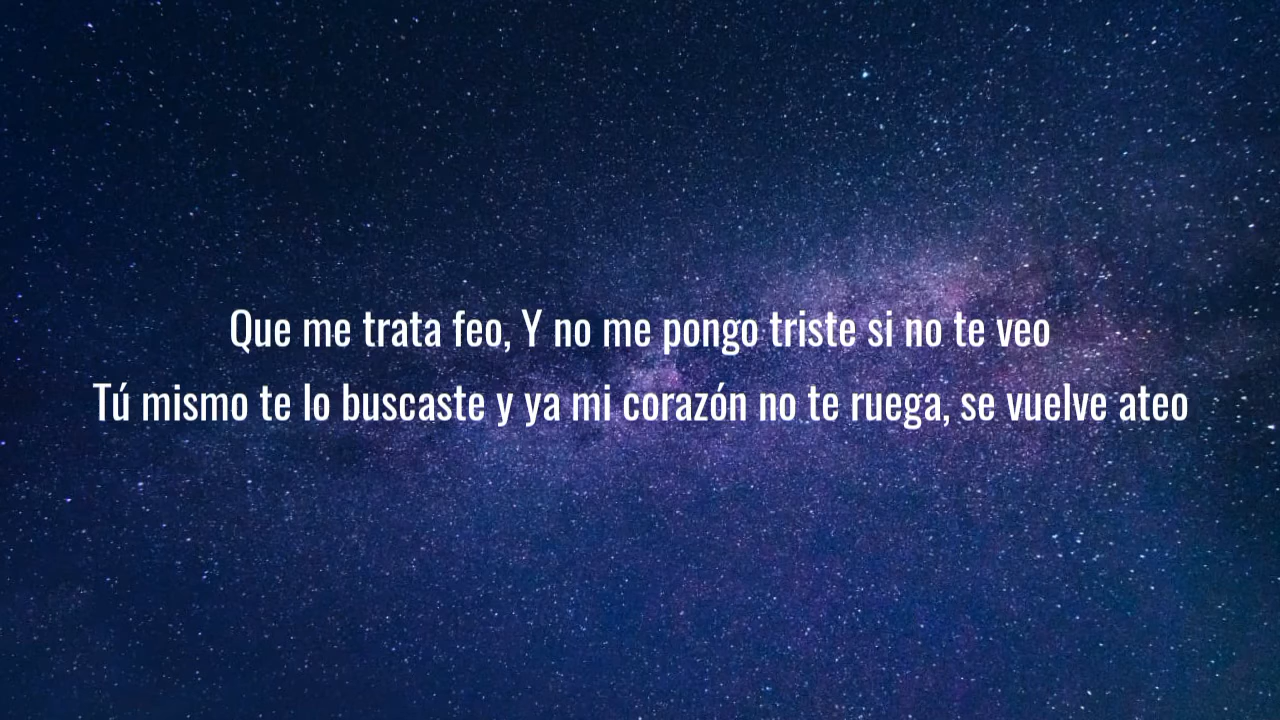 Que me trata feo, Y no me pongo triste si no te veo
Tú mismo te lo buscaste y ya mi corazón no te ruega, se vuelve ateo